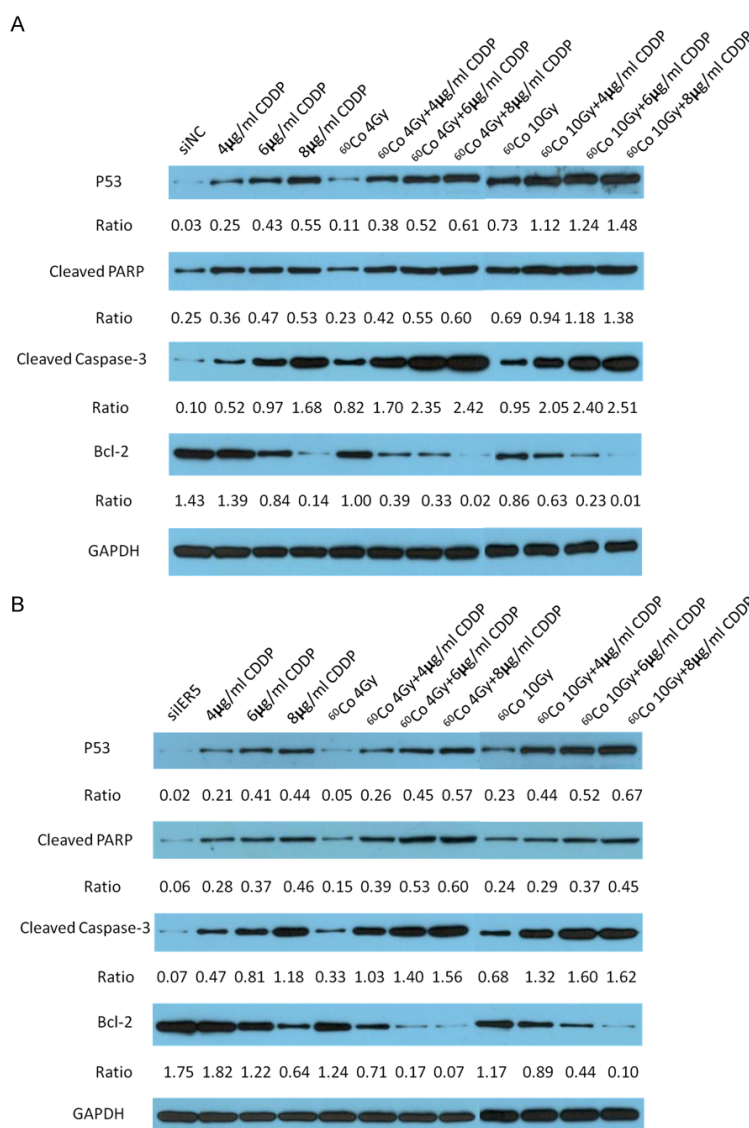 A
siNC 4μg/ml CDDP 6μg/ml CDDP 8μg/ml CDDP ⁶⁰Co 4Gy ⁶⁰Co 4Gy+4μg/ml CDDP ⁶⁰Co 4Gy+6μg/ml CDDP ⁶⁰Co 4Gy+8μg/ml CDDP ⁶⁰Co 10Gy ⁶⁰Co 10Gy+4μg/ml CDDP ⁶⁰Co 10Gy+6μg/ml CDDP ⁶⁰Co 10Gy+8μg/ml CDDP
P53
Ratio 0.03 0.25 0.43 0.55 0.11 0.38 0.52 0.61 0.73 1.12 1.24 1.48
Cleaved PARP
Ratio 0.25 0.36 0.47 0.53 0.23 0.42 0.55 0.60 0.69 0.94 1.18 1.38
Cleaved Caspase-3
Ratio 0.10 0.52 0.97 1.68 0.82 1.70 2.35 2.42 0.95 2.05 2.40 2.51
Bcl-2
Ratio 1.43 1.39 0.84 0.14 1.00 0.39 0.33 0.02 0.86 0.63 0.23 0.01
GAPDH
B
siIER5 4μg/ml CDDP 6μg/ml CDDP 8μg/ml CDDP ⁶⁰Co 4Gy ⁶⁰Co 4Gy+4μg/ml CDDP ⁶⁰Co 4Gy+6μg/ml CDDP ⁶⁰Co 4Gy+8μg/ml CDDP ⁶⁰Co 10Gy ⁶⁰Co 10Gy+4μg/ml CDDP ⁶⁰Co 10Gy+6μg/ml CDDP ⁶⁰Co 10Gy+8μg/ml CDDP
P53
Ratio 0.02 0.21 0.41 0.44 0.05 0.26 0.45 0.57 0.23 0.44 0.52 0.67
Cleaved PARP
Ratio 0.06 0.28 0.37 0.46 0.15 0.39 0.53 0.60 0.24 0.29 0.37 0.45
Cleaved Caspase-3
Ratio 0.07 0.47 0.81 1.18 0.33 1.03 1.40 1.56 0.68 1.32 1.60 1.62
Bcl-2
Ratio 1.75 1.82 1.22 0.64 1.24 0.71 0.17 0.07 1.17 0.89 0.44 0.10
GAPDH